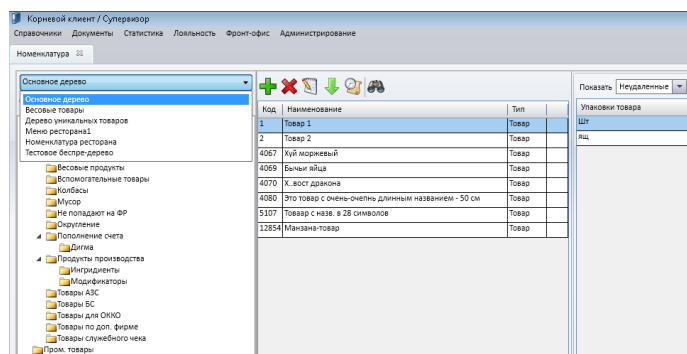 Корневой клиент / Супервизор
Справочники Документы Статистика Лояльность Фронт-офис Администрирование
Номенклатура
Основное дерево
Основное дерево
Весовые товары
Дерево уникальных товаров
Меню ресторана1
Номенклатура ресторана
Тестовое беспре-дерево
Весовые продукты
Вспомогательные товары
Колбасы
Мусор
Не попадают на ФР
Округление
Пополнение счета
Дигма
Продукты производства
Ингридиенты
Модификаторы
Товары АЗС
Товары БС
Товары для ОККО
Товары по доп. фирме
Товары служебного чека
Пром. товары
Код Наименование Тип
1 Товар 1 Товар
2 Товар 2 Товар
4067 Хуй моржевый Товар
4069 Бычьи яйца Товар
4070 Х..вост дракона Товар
4080 Это товар с очень-очепнь длинным названием - 50 см Товар
5107 Товаар с назв. в 28 символов Товар
12854 Манзана-товар Товар
Показать Неудаленные
Упаковки товара
Шт
ящ